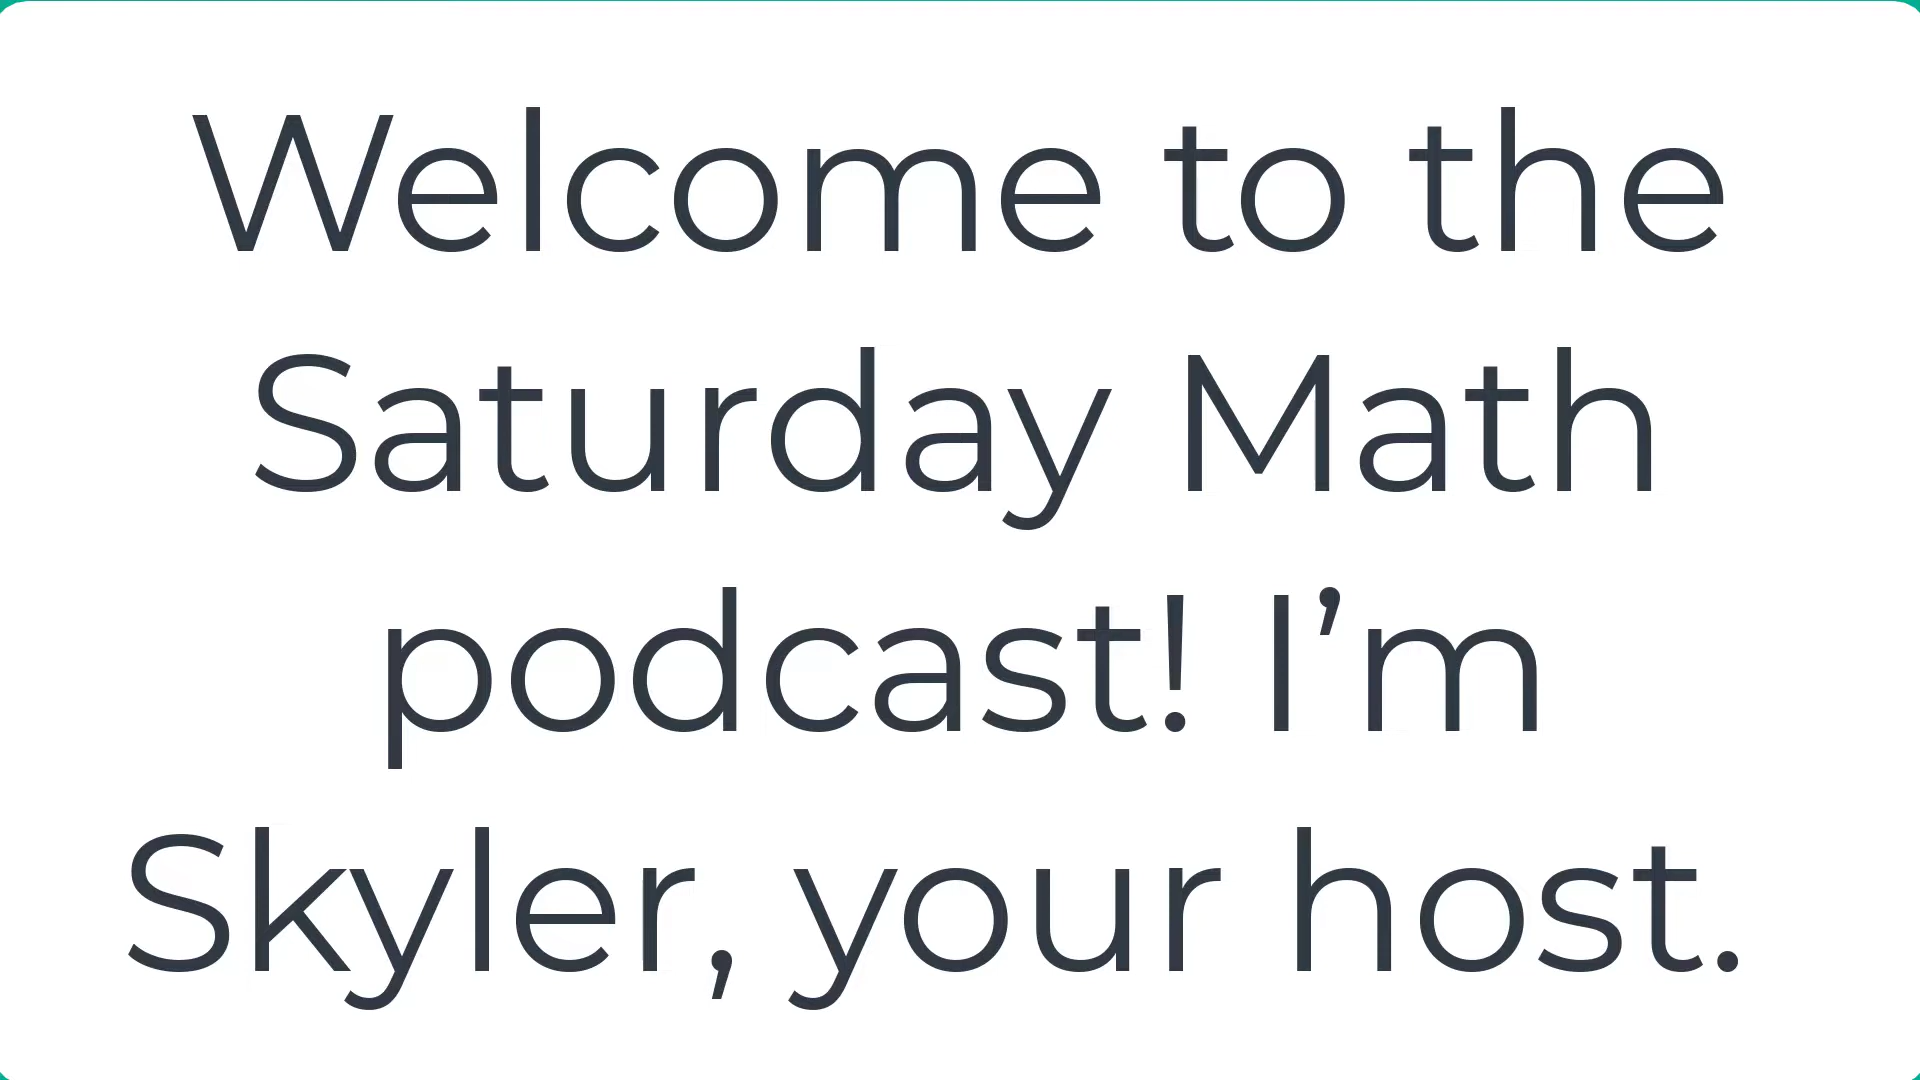 Welcome to the
Saturday Math
podcast! I’m
Skyler, your host.